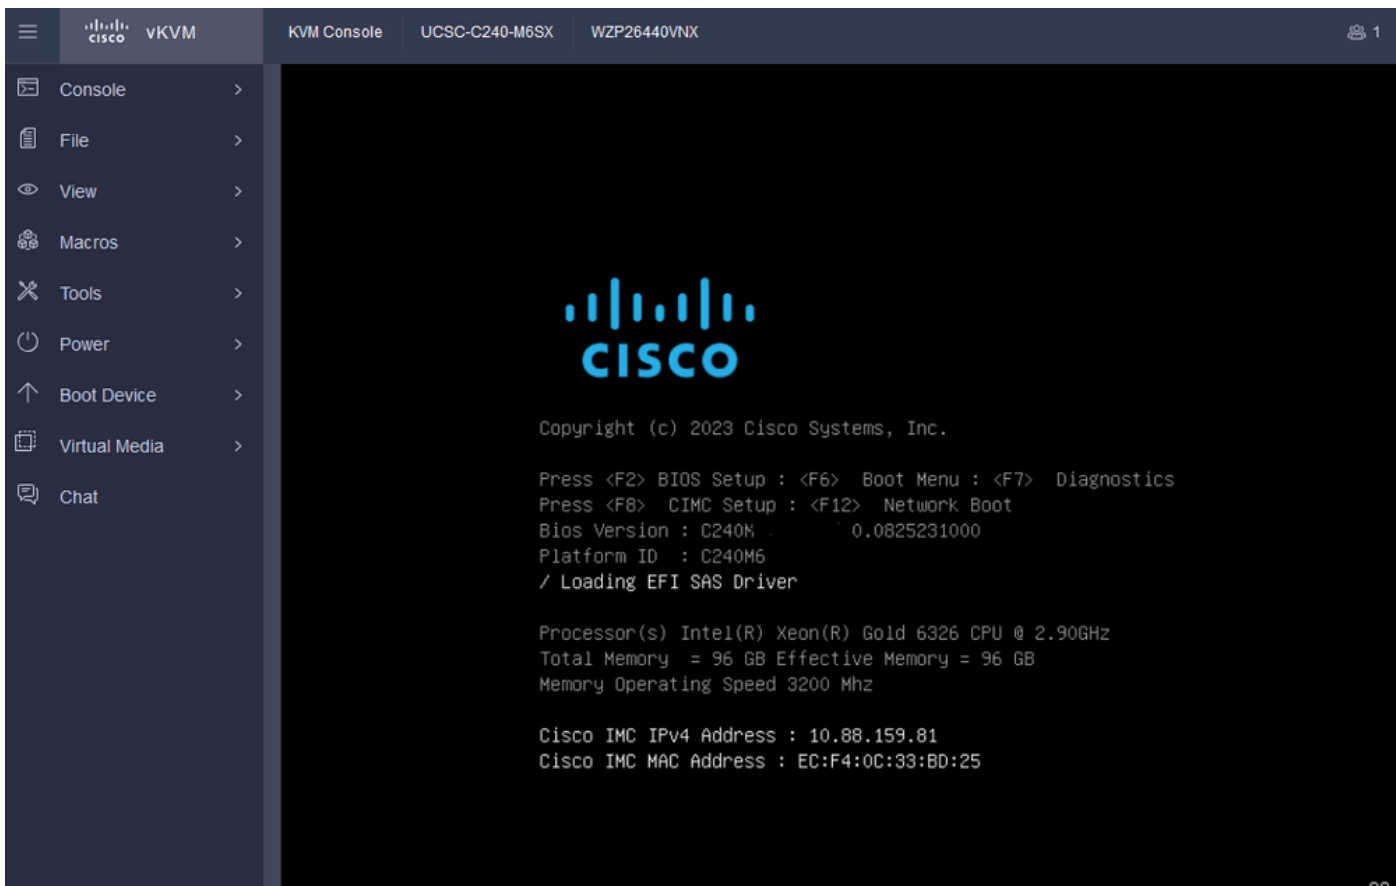 cisco vKVM KVM Console UCSC-C240-M6SX WZP26440VNX 1
Console
File
View
Macros
Tools
Power
Boot Device
Virtual Media
Chat
CISCO
Copyright (c) 2023 Cisco Systems, Inc.
Press <F2> BIOS Setup : <F6> Boot Menu : <F7> Diagnostics
Press <F8> CIMC Setup : <F12> Network Boot
Bios Version : 0.0825231000
Platform ID : C240M6
/ Loading EFI SAS Driver
Processor(s) Intel(R) Xeon(R) Gold 6326 CPU @ 2.90GHz
Total Memory = 96 GB Effective Memory = 96 GB
Memory Operating Speed 3200 Mhz
Cisco IMC IPv4 Address : 10.88.159.81
Cisco IMC MAC Address : EC:F4:0C:33:BD:25